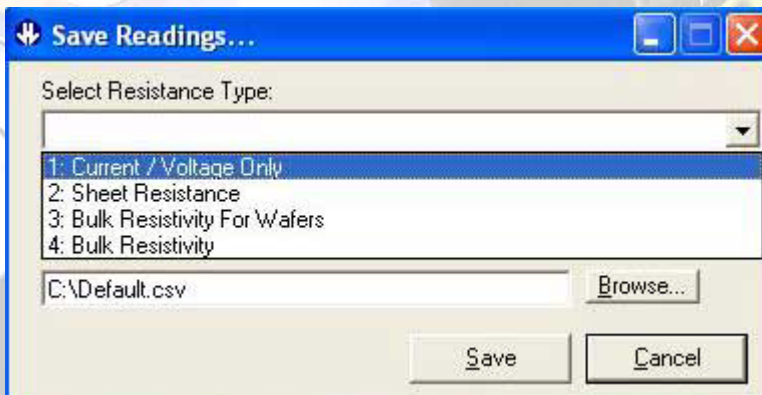 Save Readings...
Select Resistance Type:
1: Current / Voltage Only
2: Sheet Resistance
3: Bulk Resistivity For Wafers
4: Bulk Resistivity
C:\Default.csv
Browse...
Save
Cancel